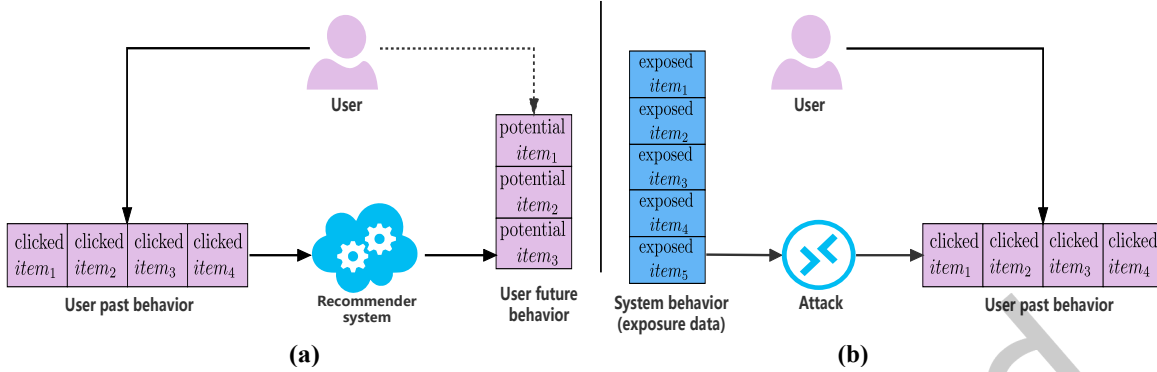 User
potential
item1
potential
item2
potential
item3
clicked clicked clicked clicked
item1 item2 item3 item4
User past behavior
Recommender
system
User future
behavior
(a)
exposed
item1
exposed
item2
exposed
item3
exposed
item4
exposed
item5
System behavior
(exposure data)
User
Attack
clicked clicked clicked clicked
item1 item2 item3 item4
User past behavior
(b)